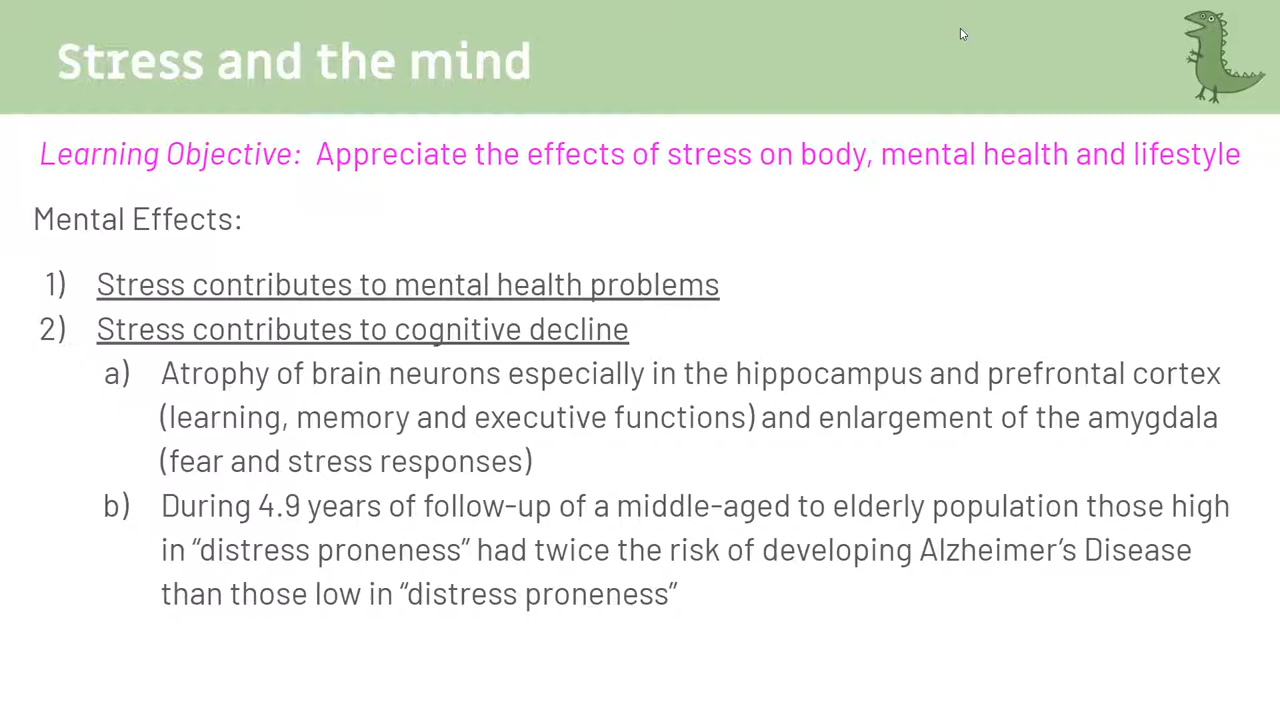 Stress and the mind
Learning Objective: Appreciate the effects of stress on body, mental health and lifestyle
Mental Effects:
1) Stress contributes to mental health problems
2) Stress contributes to cognitive decline
a) Atrophy of brain neurons especially in the hippocampus and prefrontal cortex
(learning, memory and executive functions) and enlargement of the amygdala
(fear and stress responses)
b) During 4.9 years of follow-up of a middle-aged to elderly population those high
in “distress proneness” had twice the risk of developing Alzheimer’s Disease
than those low in “distress proneness”